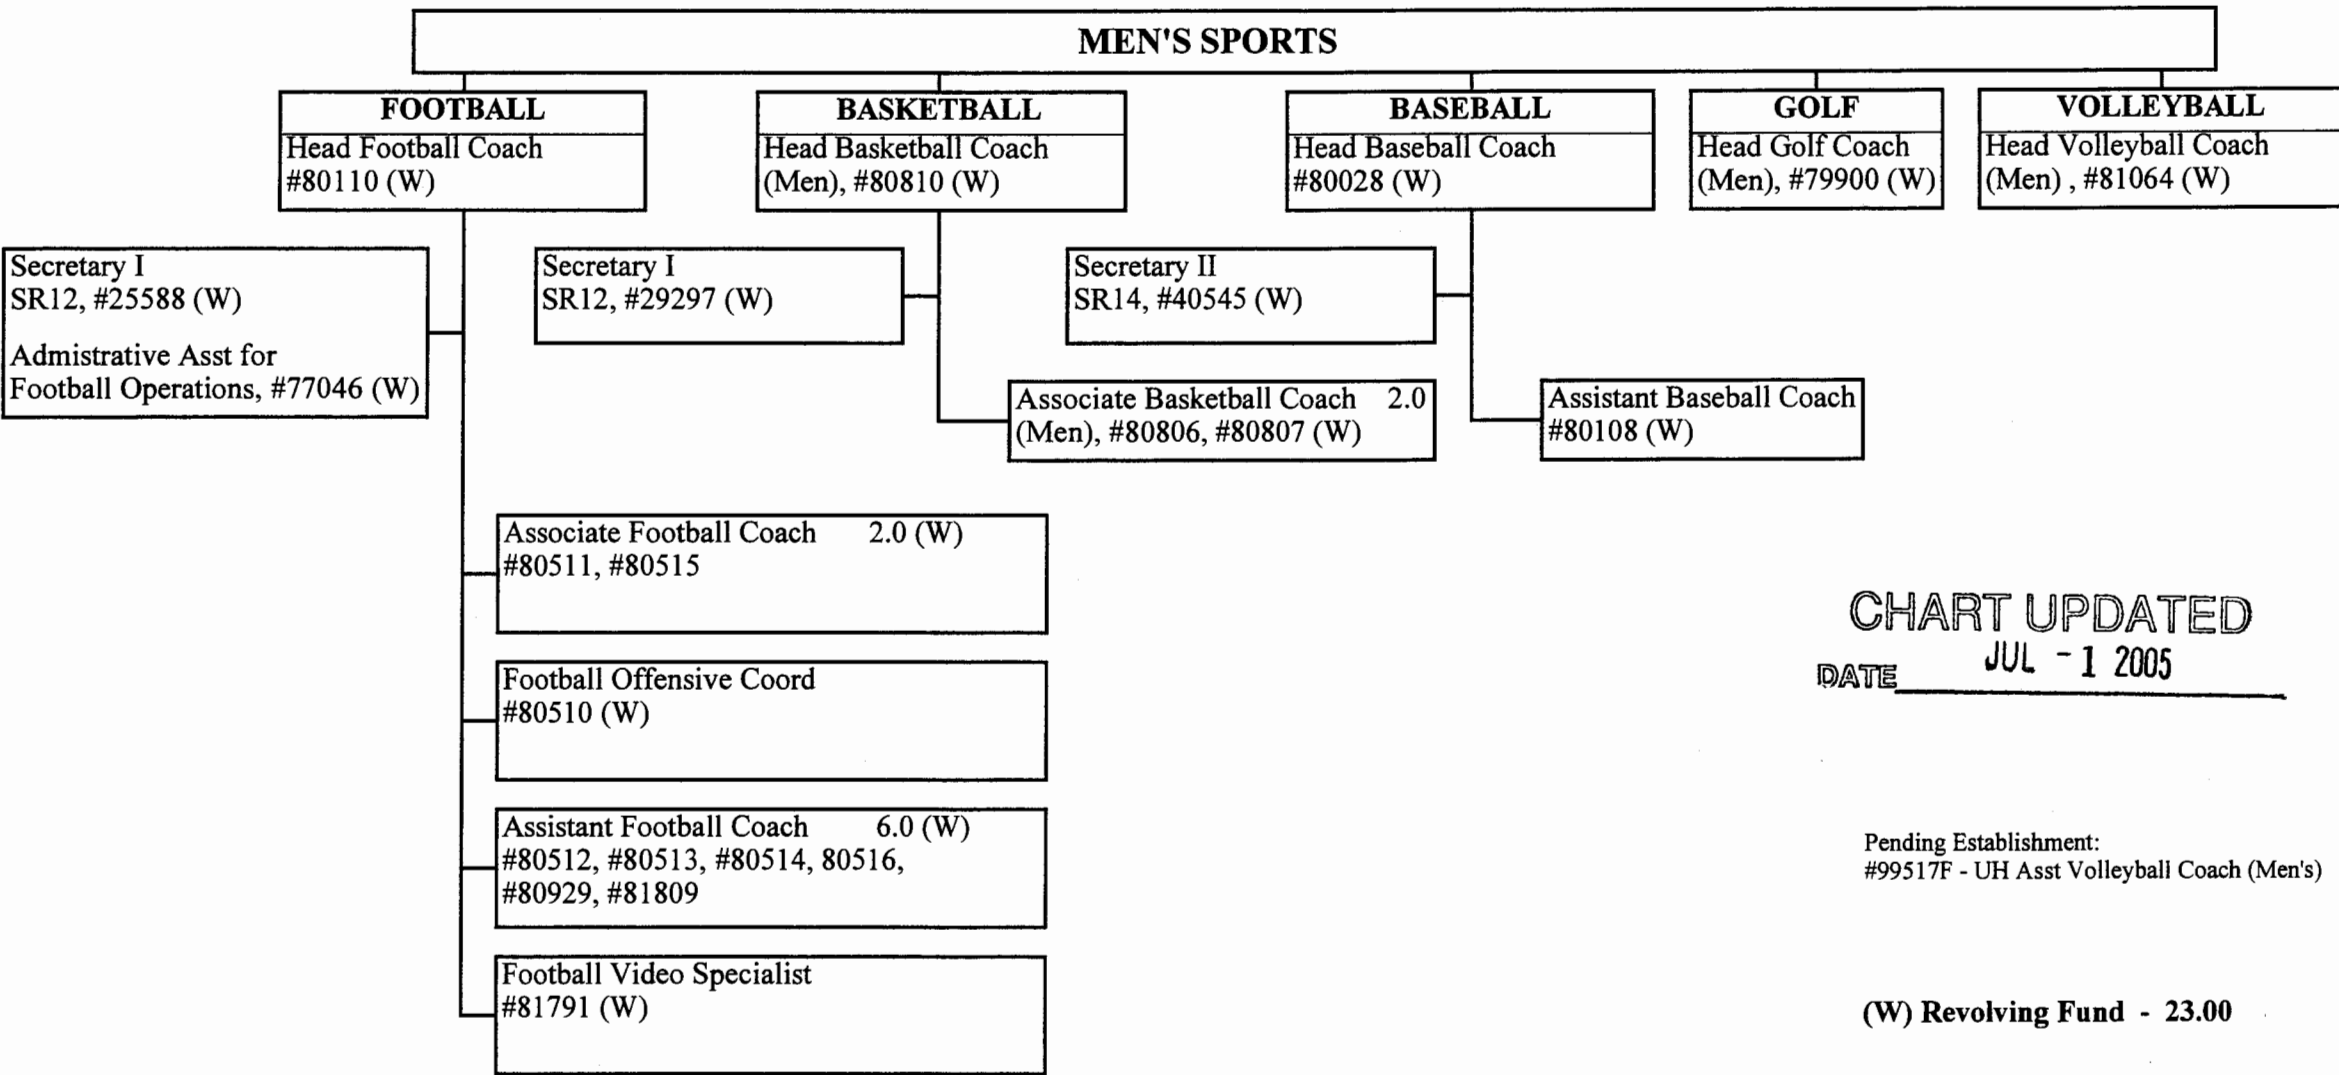 MEN'S SPORTS
FOOTBALL
Head Football Coach
#80110 (W)
BASKETBALL
Head Basketball Coach
(Men), #80810 (W)
BASEBALL
Head Baseball Coach
#80028 (W)
GOLF
Head Golf Coach
(Men), #79900 (W)
VOLLEYBALL
Head Volleyball Coach
(Men) , #81064 (W)
Secretary I
SR12, #25588 (W)
Admistrative Asst for
Football Operations, #77046 (W)
Secretary I
SR12, #29297 (W)
Secretary II
SR14, #40545 (W)
Associate Basketball Coach 2.0
(Men), #80806, #80807 (W)
Assistant Baseball Coach
#80108 (W)
Associate Football Coach 2.0 (W)
#80511, #80515
Football Offensive Coord
#80510 (W)
Assistant Football Coach 6.0 (W)
#80512, #80513, #80514, 80516,
#80929, #81809
Football Video Specialist
#81791 (W)
CHART UPDATED
DATE JUL - 1 2005
Pending Establishment:
#99517F - UH Asst Volleyball Coach (Men's)
(W) Revolving Fund - 23.00